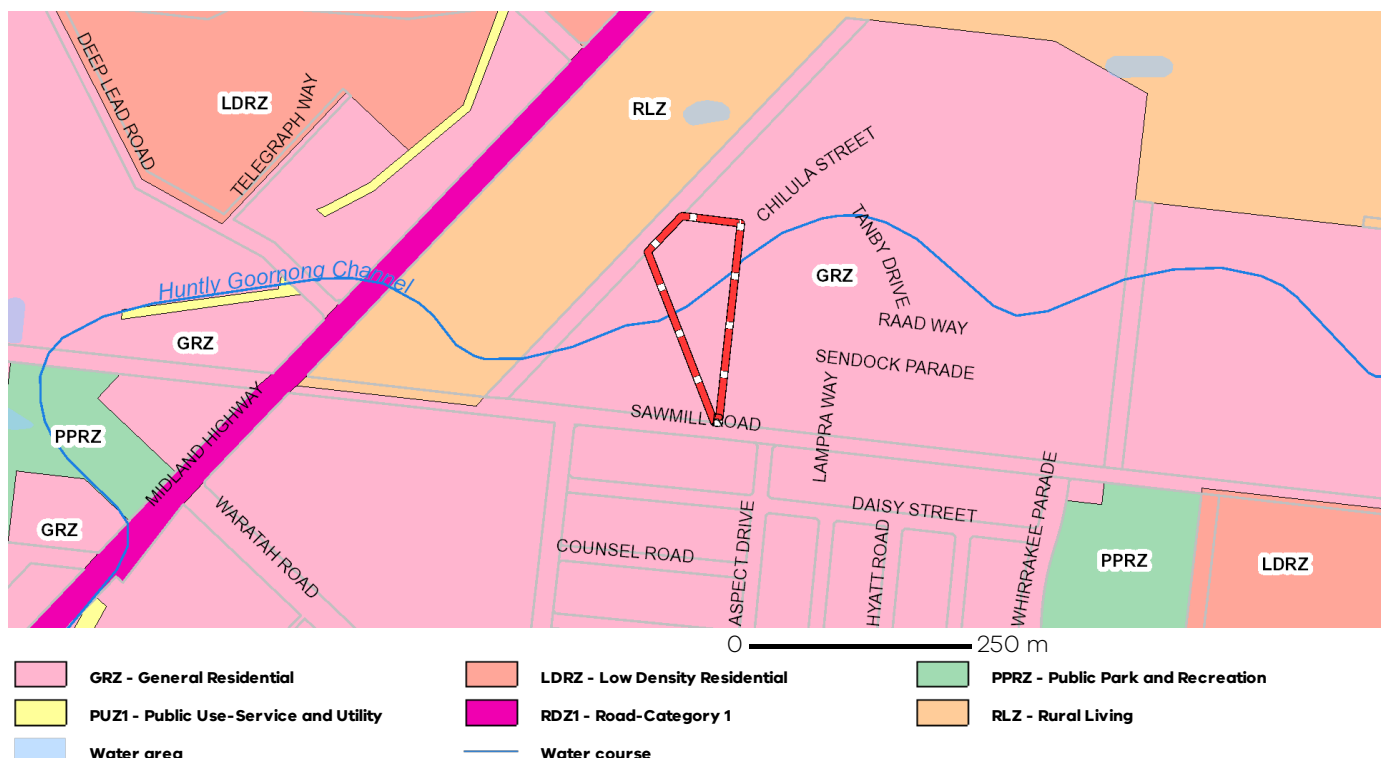 DEEP LEAD ROAD
LDRZ
TELEGRAPH WAY
RLZ
CHILULA STREET
TANBY DRIVE
Huntly Goornong Channel
GRZ
GRZ
RAAD WAY
SENDOCK PARADE
LAMPRA WAY
SAWMILL ROAD
MIDLAND HIGHWAY
PPRZ
WARATAH ROAD
GRZ
DAISY STREET
COUNSEL ROAD
ASPECT DRIVE
HYATT ROAD
WHIRRAKEE PARADE
PPRZ
LDRZ
0 250 m
GRZ - General Residential
LDRZ - Low Density Residential
PPRZ - Public Park and Recreation
PUZ1 - Public Use-Service and Utility
RDZ1 - Road-Category 1
RLZ - Rural Living
Water area
Water course